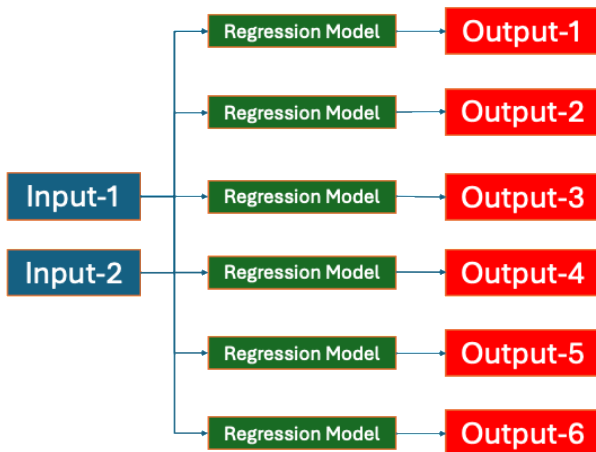 Regression Model
Output-1
Regression Model
Output-2
Input-1
Regression Model
Output-3
Input-2
Regression Model
Output-4
Regression Model
Output-5
Regression Model
Output-6